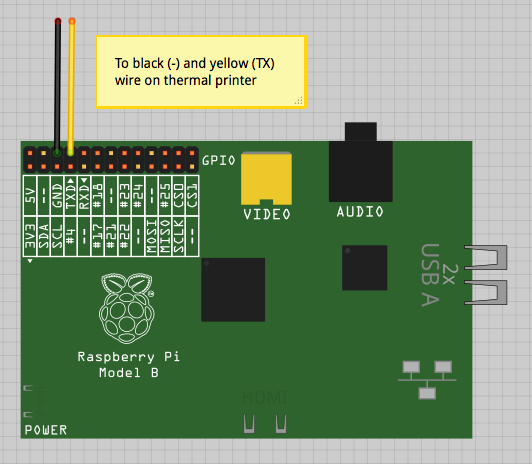 To black (-) and yellow (TX)
wire on thermal printer
GPIO
5V -- GND TXD RXD #18 -- #23 #24 -- #25 CS0 CS1
3V3 SDA SCL #4 -- #17 #21 #22 -- MOSI MISO SCLK --
VIDEO
AUDIO
2x
USB A
Raspberry Pi
Model B
HDMI
POWER